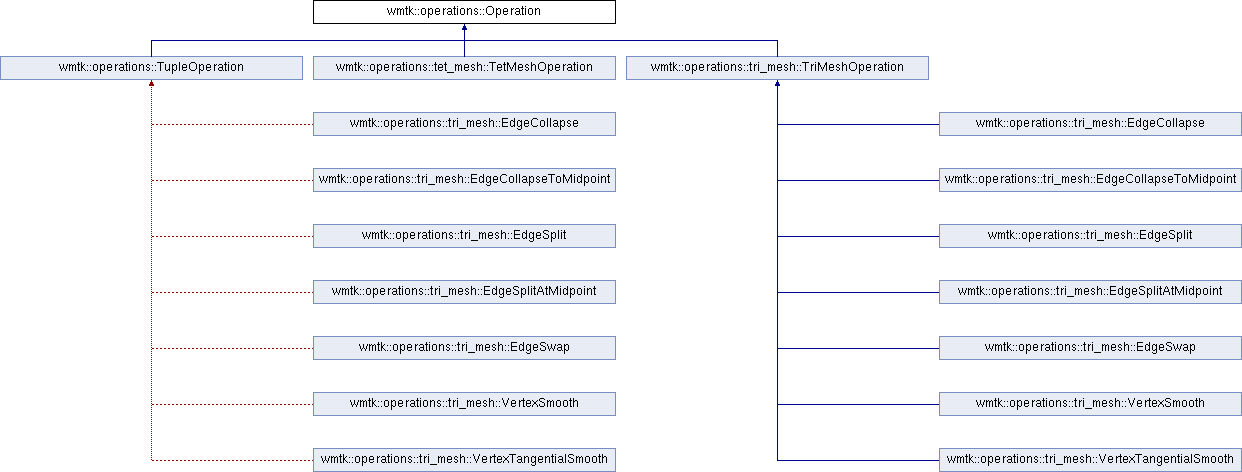 wmtk::operations::Operation
wmtk::operations::TupleOperation
wmtk::operations::tet_mesh::TetMeshOperation
wmtk::operations::tri_mesh::TriMeshOperation
wmtk::operations::tri_mesh::EdgeCollapse
wmtk::operations::tri_mesh::EdgeCollapse
wmtk::operations::tri_mesh::EdgeCollapseToMidpoint
wmtk::operations::tri_mesh::EdgeCollapseToMidpoint
wmtk::operations::tri_mesh::EdgeSplit
wmtk::operations::tri_mesh::EdgeSplit
wmtk::operations::tri_mesh::EdgeSplitAtMidpoint
wmtk::operations::tri_mesh::EdgeSplitAtMidpoint
wmtk::operations::tri_mesh::EdgeSwap
wmtk::operations::tri_mesh::EdgeSwap
wmtk::operations::tri_mesh::VertexSmooth
wmtk::operations::tri_mesh::VertexSmooth
wmtk::operations::tri_mesh::VertexTangentialSmooth
wmtk::operations::tri_mesh::VertexTangentialSmooth